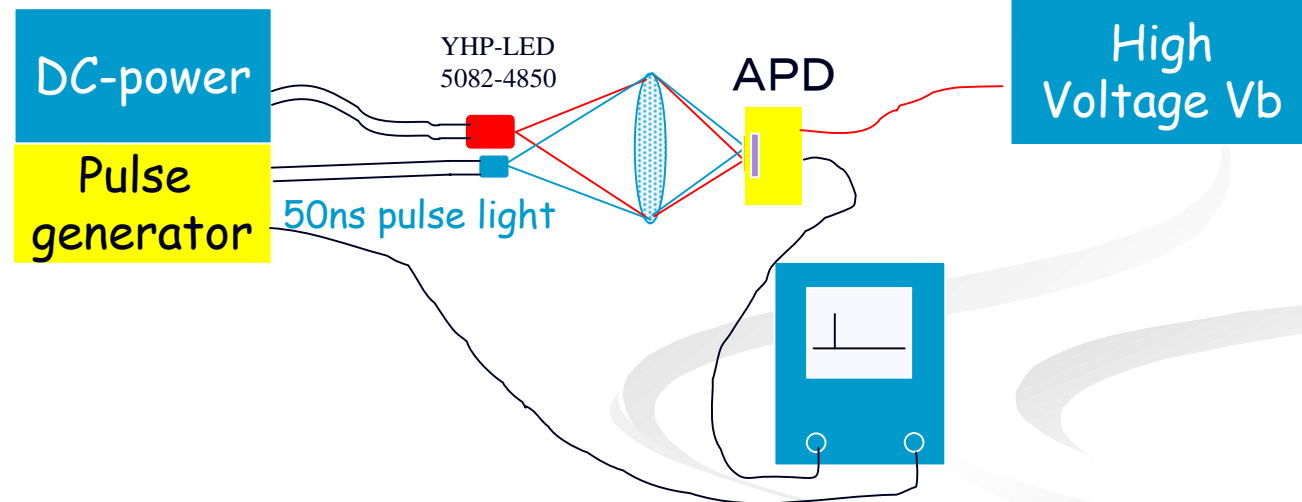 DC-power
YHP-LED
5082-4850
APD
High
Voltage Vb
Pulse
generator
50ns pulse light